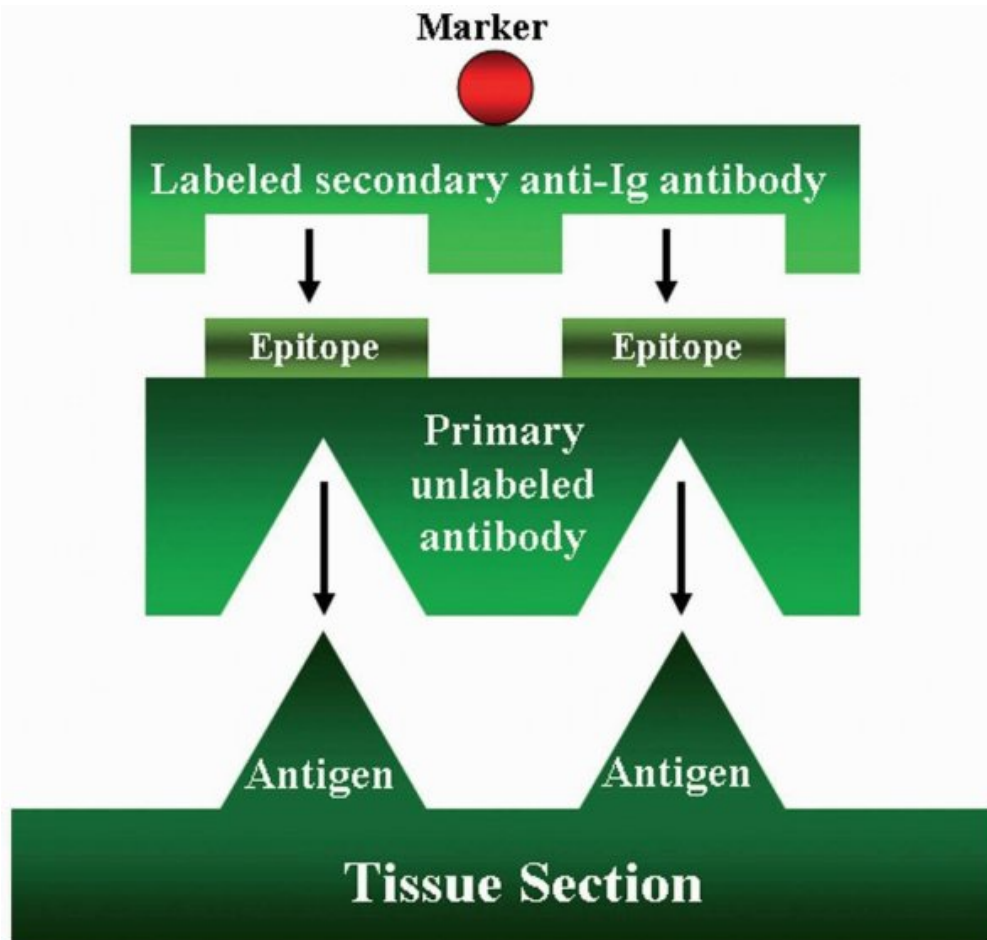 Marker
Labeled secondary anti-Ig antibody
Epitope
Epitope
Primary
unlabeled
antibody
Antigen
Antigen
Tissue Section